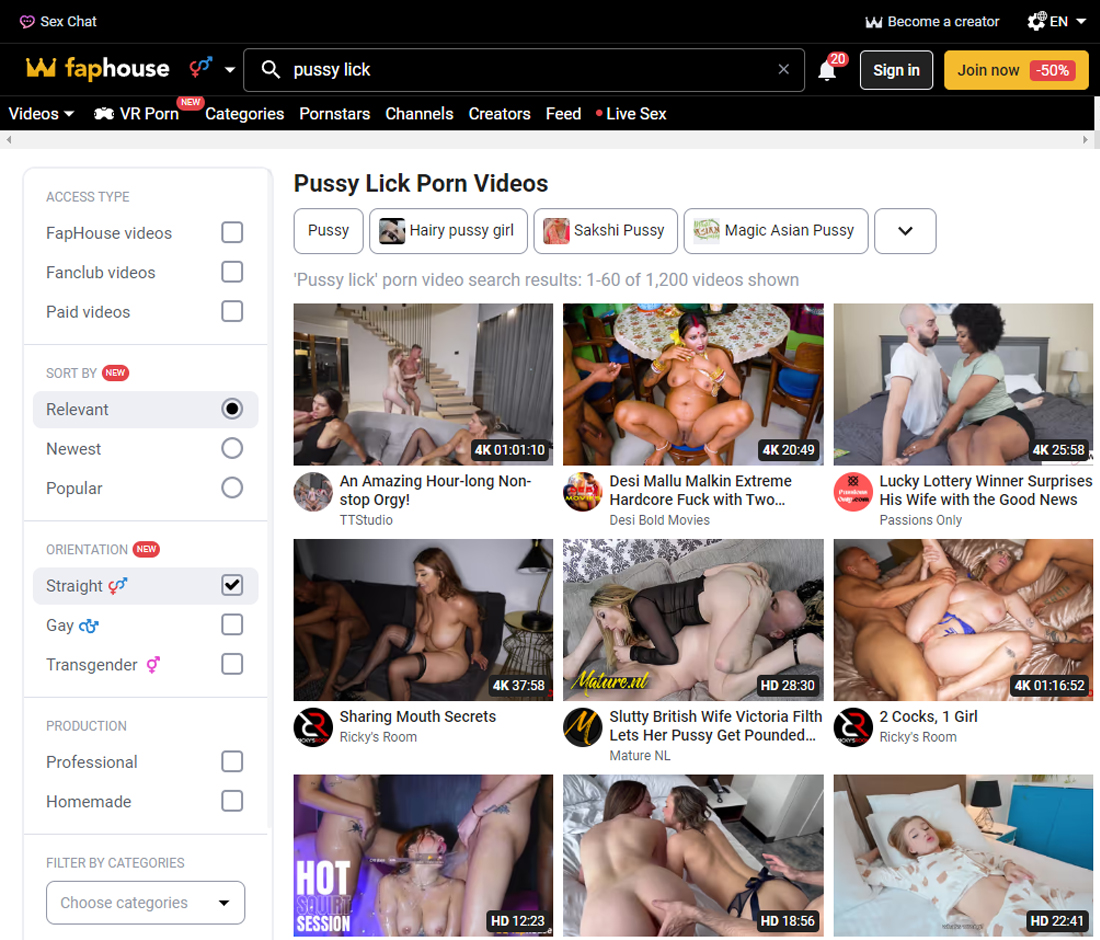 Sex Chat
Become a creator
EN
faphouse
pussy lick
20
Sign in
Join now -50%
Videos
VR Porn
NEW
Categories
Pornstars
Channels
Creators
Feed
Live Sex
ACCESS TYPE
FapHouse videos
Fanclub videos
Paid videos
SORT BY NEW
Relevant
Newest
Popular
ORIENTATION NEW
Straight
Gay
Transgender
PRODUCTION
Professional
Homemade
FILTER BY CATEGORIES
Choose categories
Pussy Lick Porn Videos
Pussy
Hairy pussy girl
Sakshi Pussy
Magic Asian Pussy
'Pussy lick' porn video search results: 1-60 of 1,200 videos shown
4K 01:01:10
An Amazing Hour-long Non-
stop Orgy!
TTStudio
4K 20:49
Desi Mallu Malkin Extreme
Hardcore Fuck with Two…
Desi Bold Movies
4K 25:58
Lucky Lottery Winner Surprises
His Wife with the Good News
Passions Only
4K 37:58
Sharing Mouth Secrets
Ricky's Room
Mature.nl
HD 28:30
Slutty British Wife Victoria Filth
Lets Her Pussy Get Pounded…
Mature NL
4K 01:16:52
2 Cocks, 1 Girl
Ricky's Room
HOT
SQUIRT
SESSION
HD 12:23
HD 18:56
HD 22:41